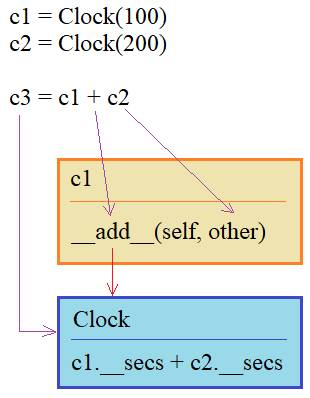 c1 = Clock(100)
c2 = Clock(200)
c3 = c1 + c2
c1
__add__(self, other)
Clock
c1.__secs + c2.__secs